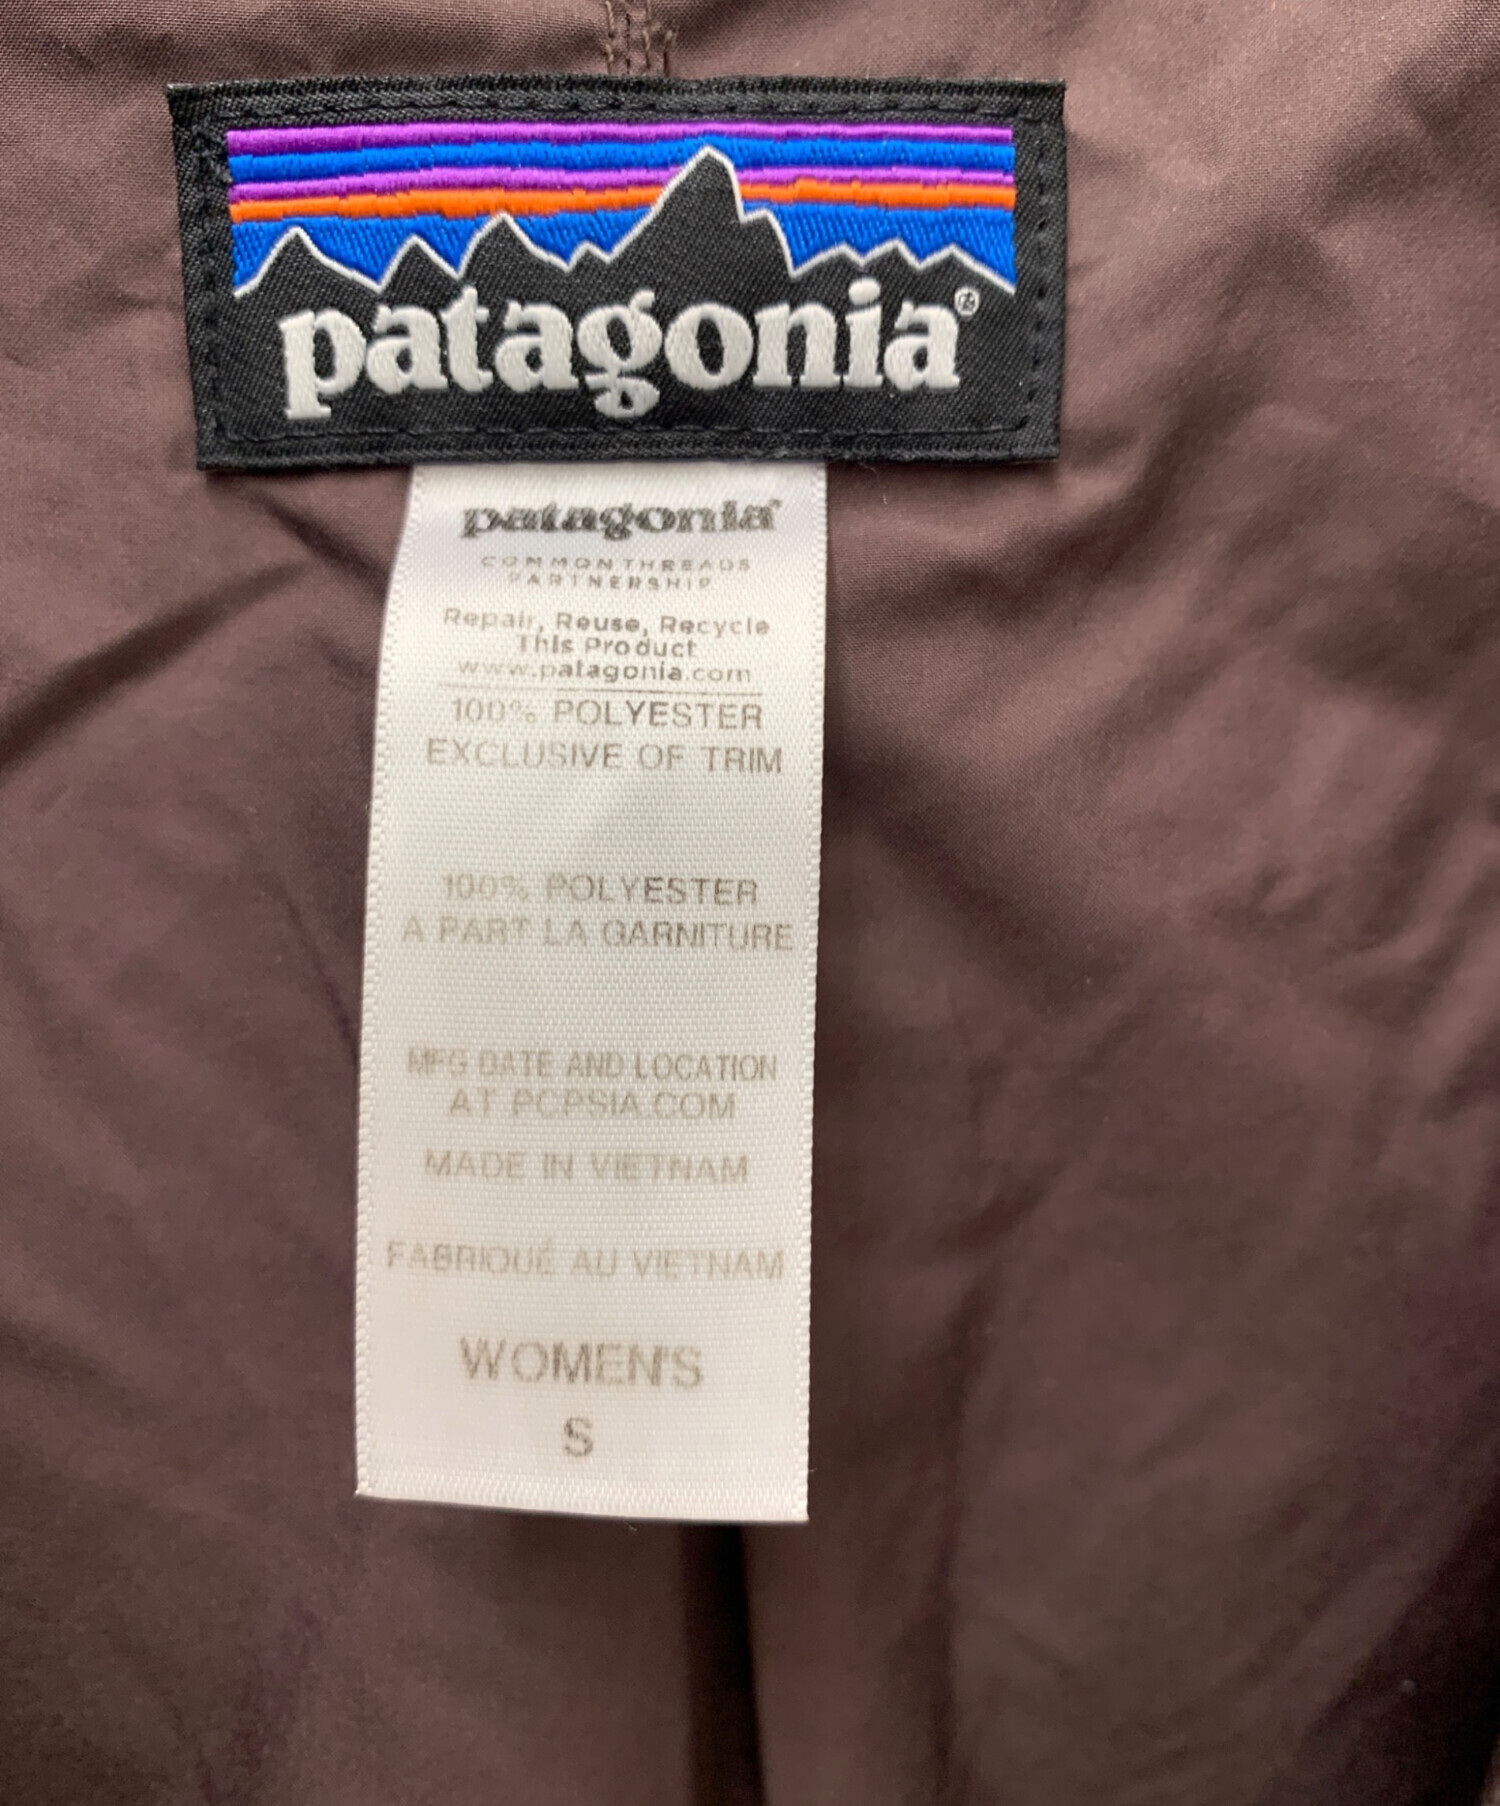 patagonia®
patagonia®
COMMON THREADS
PARTNERSHIP
Repair, Reuse, Recycle
This Product
www.patagonia.com
100% POLYESTER
EXCLUSIVE OF TRIM
100% POLYESTER
A PART LA GARNITURE
MFG DATE AND LOCATION
AT PCPSIA.COM
MADE IN VIETNAM
FABRIQUÉ AU VIETNAM
WOMEN'S
S